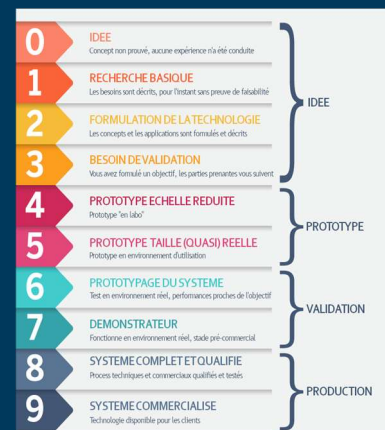 0
IDEE
Concept non prouvé, aucune expérience n'a été conduite
1
RECHERCHE BASIQUE
Les besoins sont décrits, pour l'instant sans preuve de faisabilité
2
FORMULATION DE LA TECHNOLOGIE
Les concepts et les applications sont formulés et décrits
3
BESOIN DE VALIDATION
Vous avez formulé un objectif, les parties prenantes vous suivent
IDEE
4
PROTOTYPE ECHELLE REDUITE
Prototype "en labo"
5
PROTOTYPE TAILLE (QUASI) REELLE
Prototype en environnement d'utilisation
PROTOTYPE
6
PROTOTYPAGE DU SYSTEME
Test en environnement réel, performances proches de l'objectif
7
DEMONSTRATEUR
Fonctionne en environnement réel, stade pré-commercial
VALIDATION
8
SYSTEME COMPLET ET QUALIFIE
Process techniques et commerciaux qualifiés et testés
9
SYSTEME COMMERCIALISE
Technologie disponible pour les clients
PRODUCTION